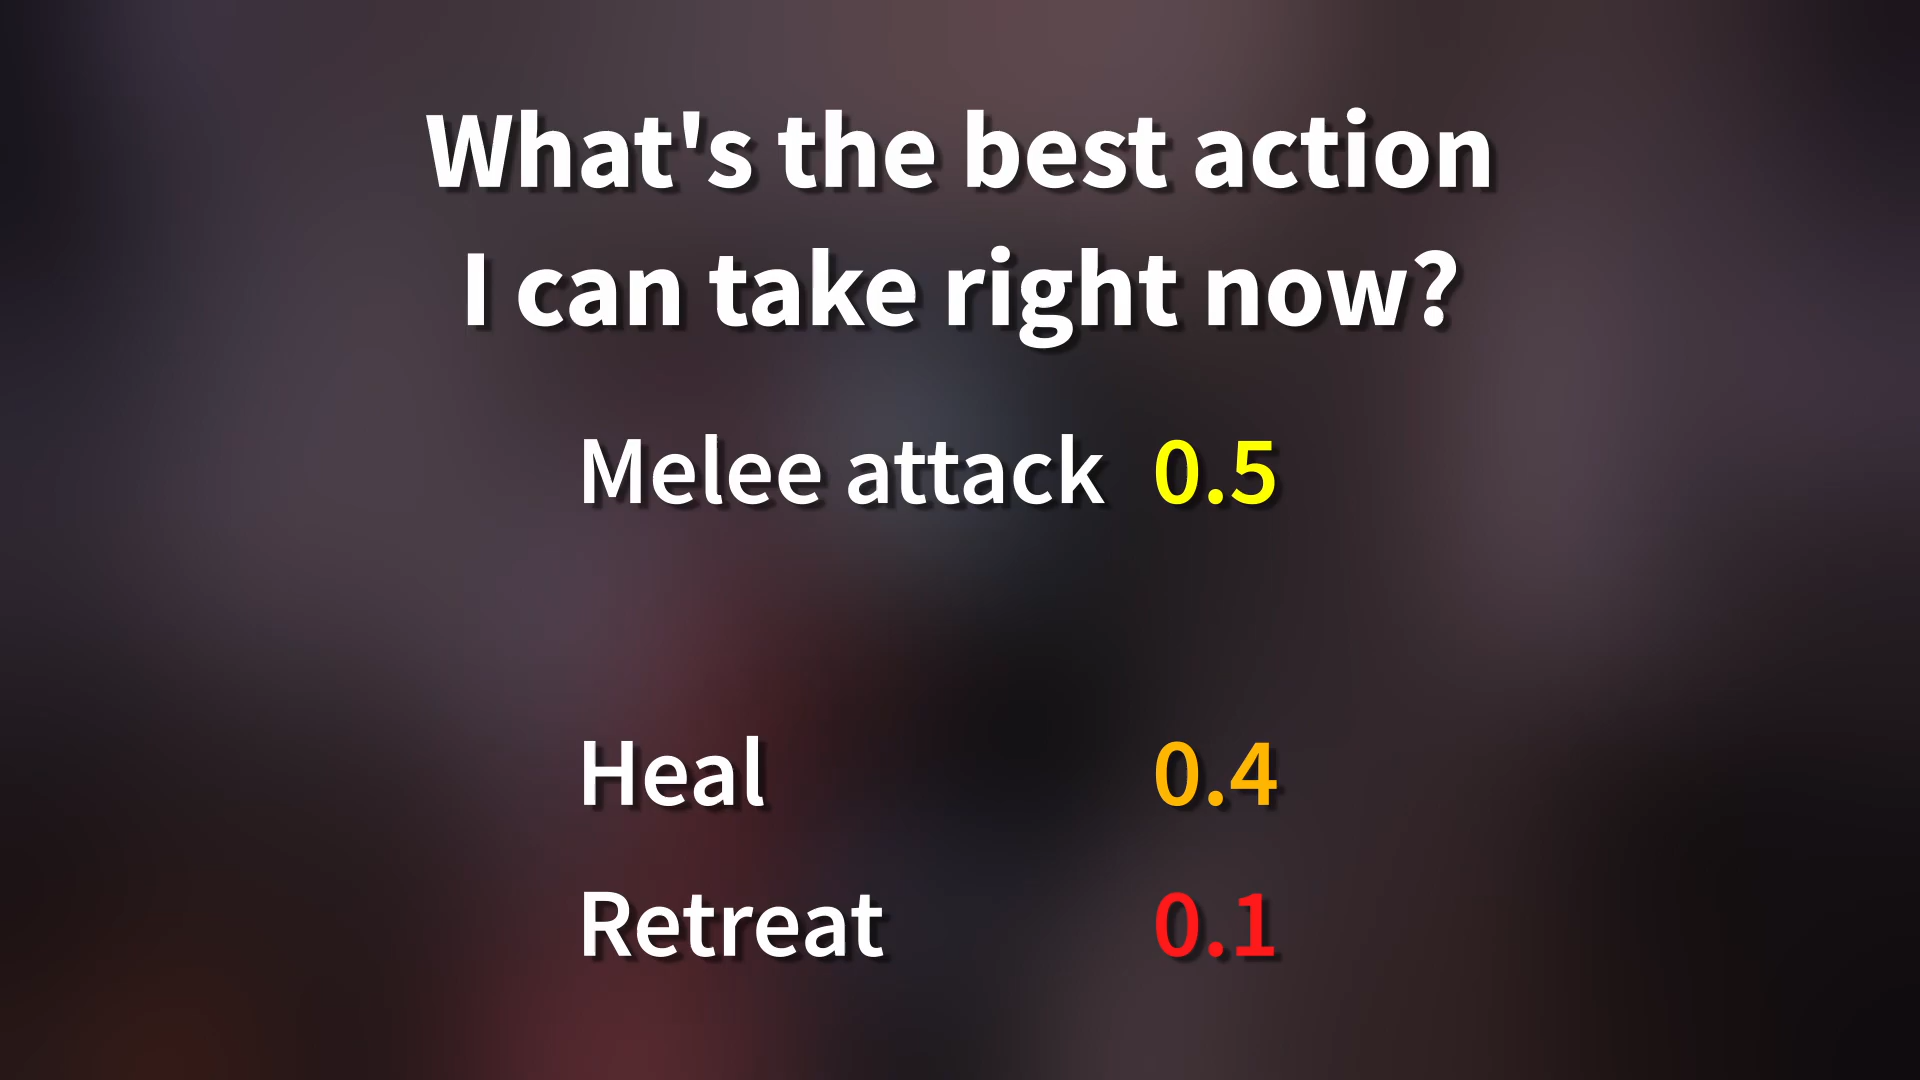 What's the best action
I can take right now?
Melee attack 0.5
Heal 0.4
Retreat 0.1